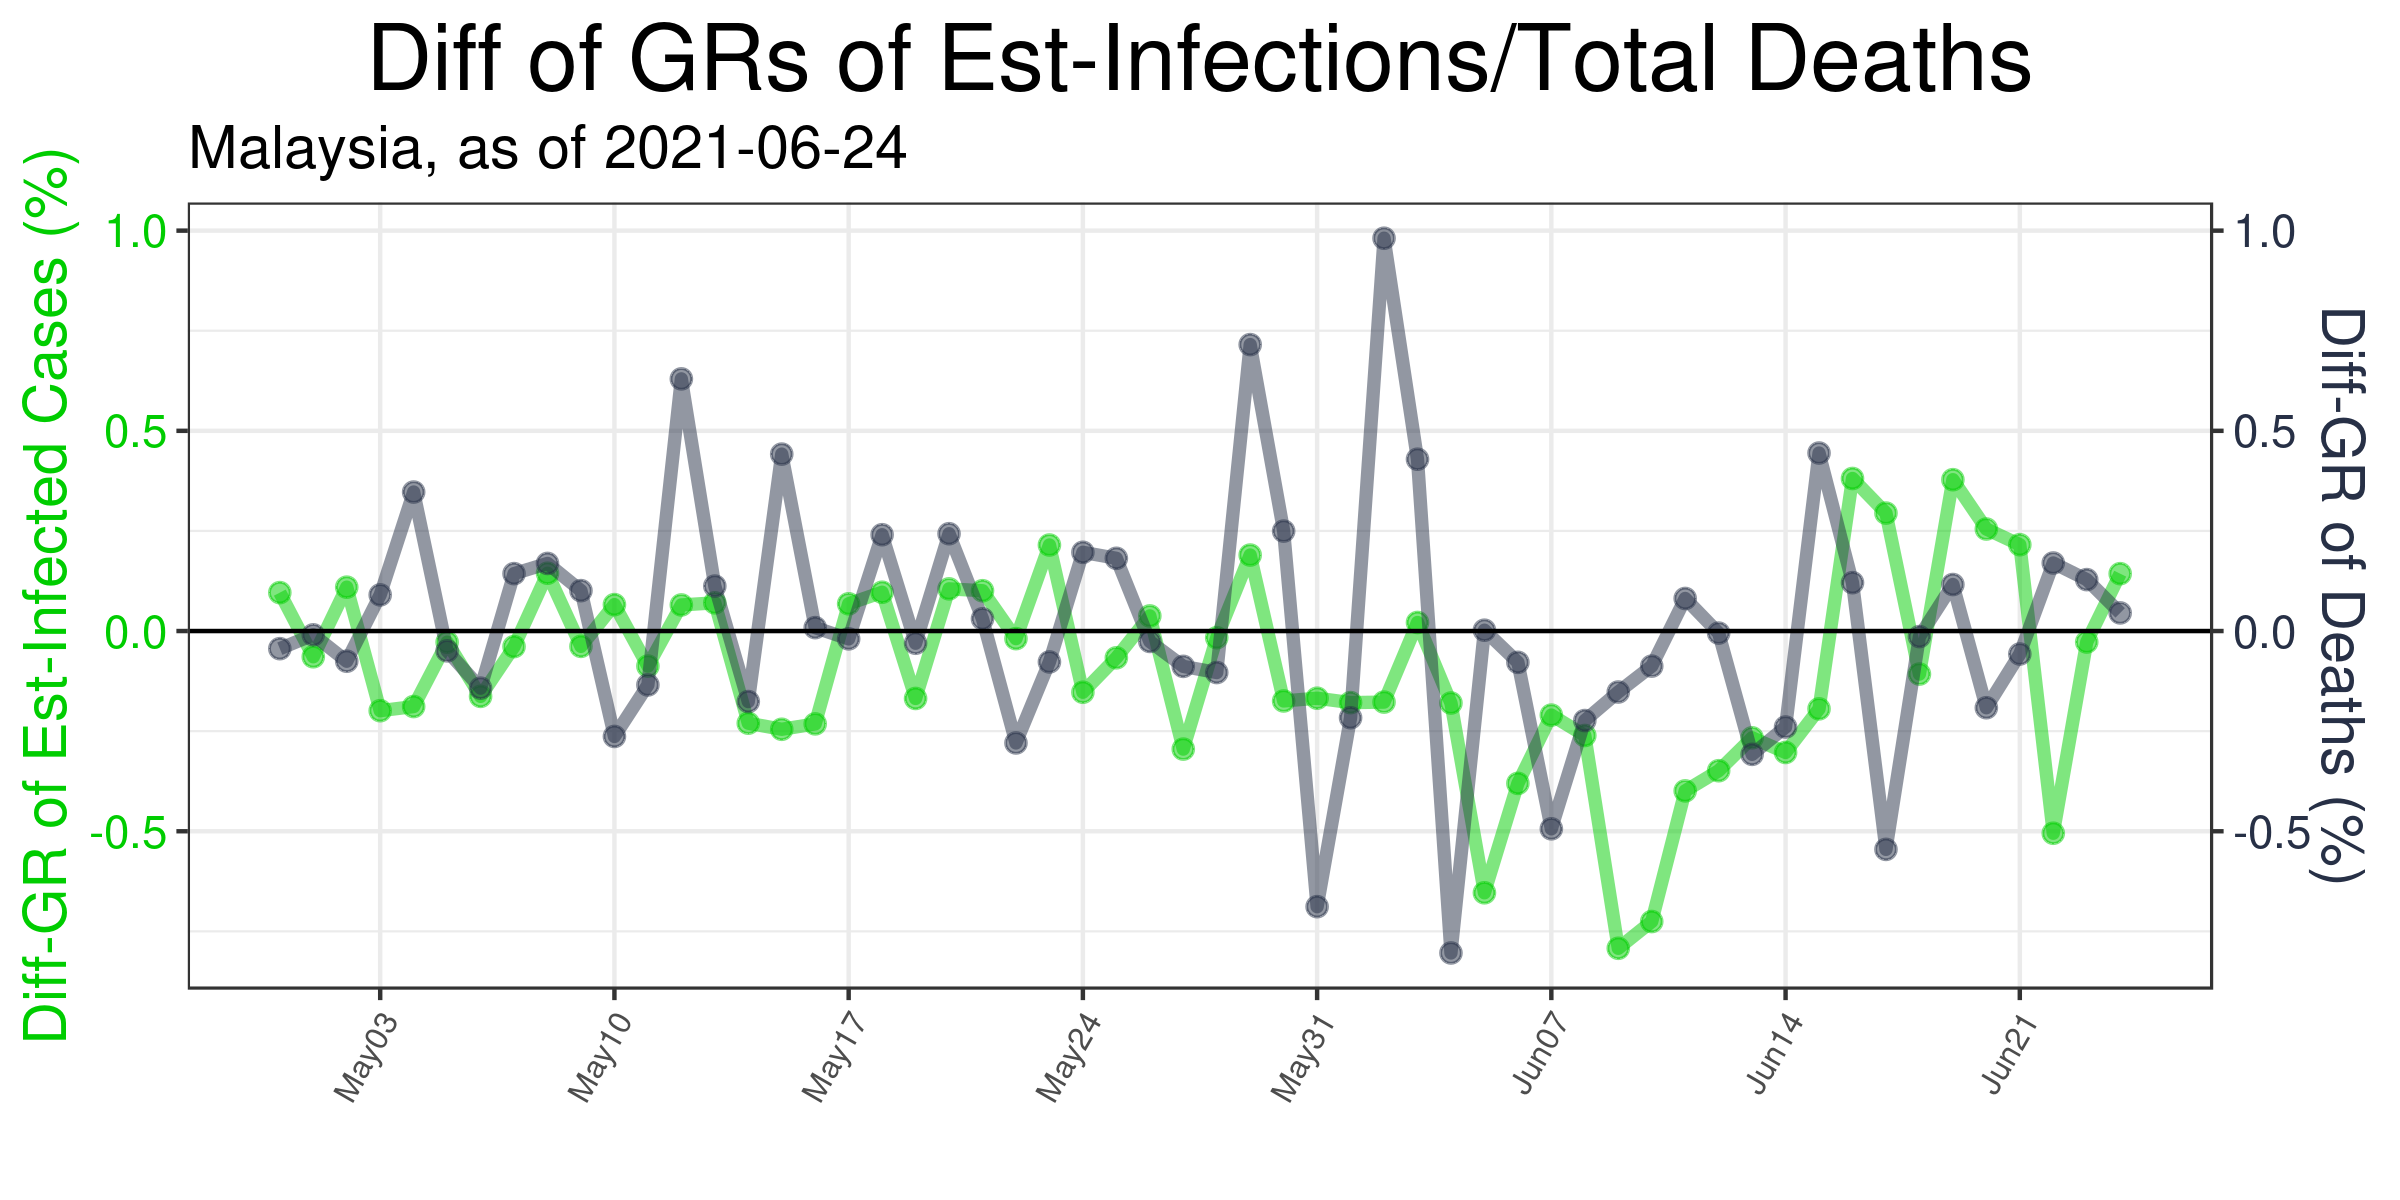 Diff of GRs of Est-Infections/Total Deaths
Malaysia, as of 2021-06-24
Diff-GR of Est-Infected Cases (%)
1.0
0.5
0.0
-0.5
1.0
0.5
0.0
-0.5
Diff-GR of Deaths (%)
May03
May10
May17
May24
May31
Jun07
Jun14
Jun21